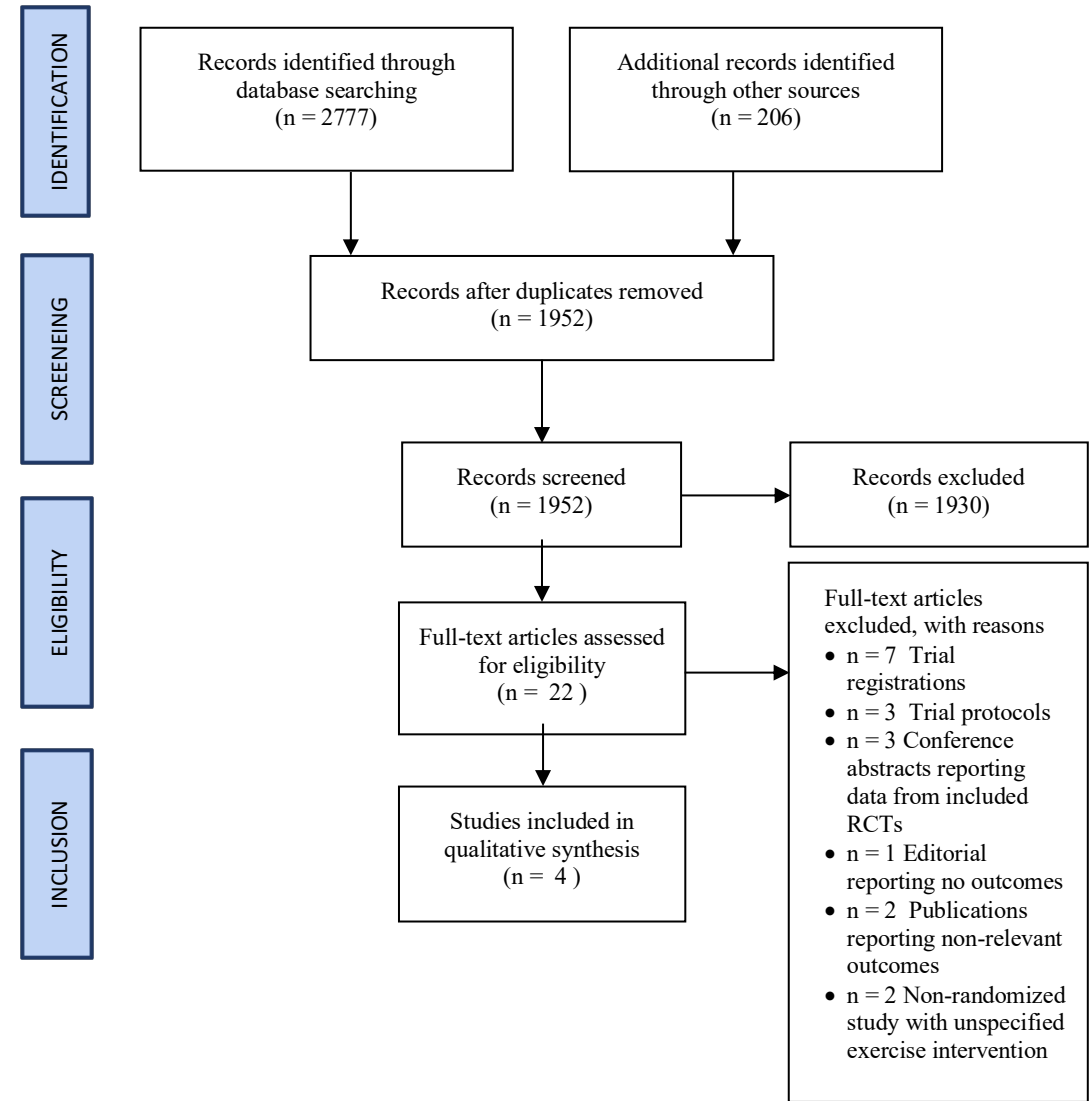 IDENTIFICATION
Records identified through
database searching
(n = 2777)
Additional records identified
through other sources
(n = 206)
SCREENEING
Records after duplicates removed
(n = 1952)
Records screened
(n = 1952)
Records excluded
(n = 1930)
ELIGIBILITY
Full-text articles assessed
for eligibility
(n = 22 )
Full-text articles
excluded, with reasons
• n = 7 Trial
registrations
• n = 3 Trial protocols
• n = 3 Conference
abstracts reporting
data from included
RCTs
• n = 1 Editorial
reporting no outcomes
• n = 2 Publications
reporting non-relevant
outcomes
• n = 2 Non-randomized
study with unspecified
exercise intervention
INCLUSION
Studies included in
qualitative synthesis
(n = 4 )